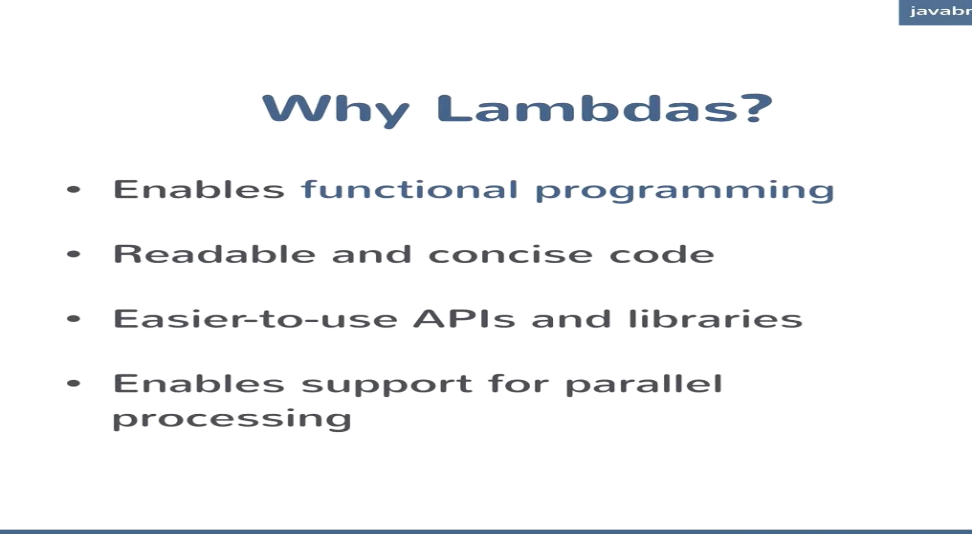 Why Lambdas?
• Enables functional programming
• Readable and concise code
• Easier-to-use APIs and libraries
• Enables support for parallel
processing